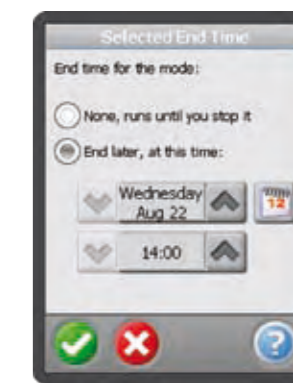 Selected End Time
End time for the mode:
None, runs until you stop it
End later, at this time:
Wednesday
Aug 22
12
14:00
?